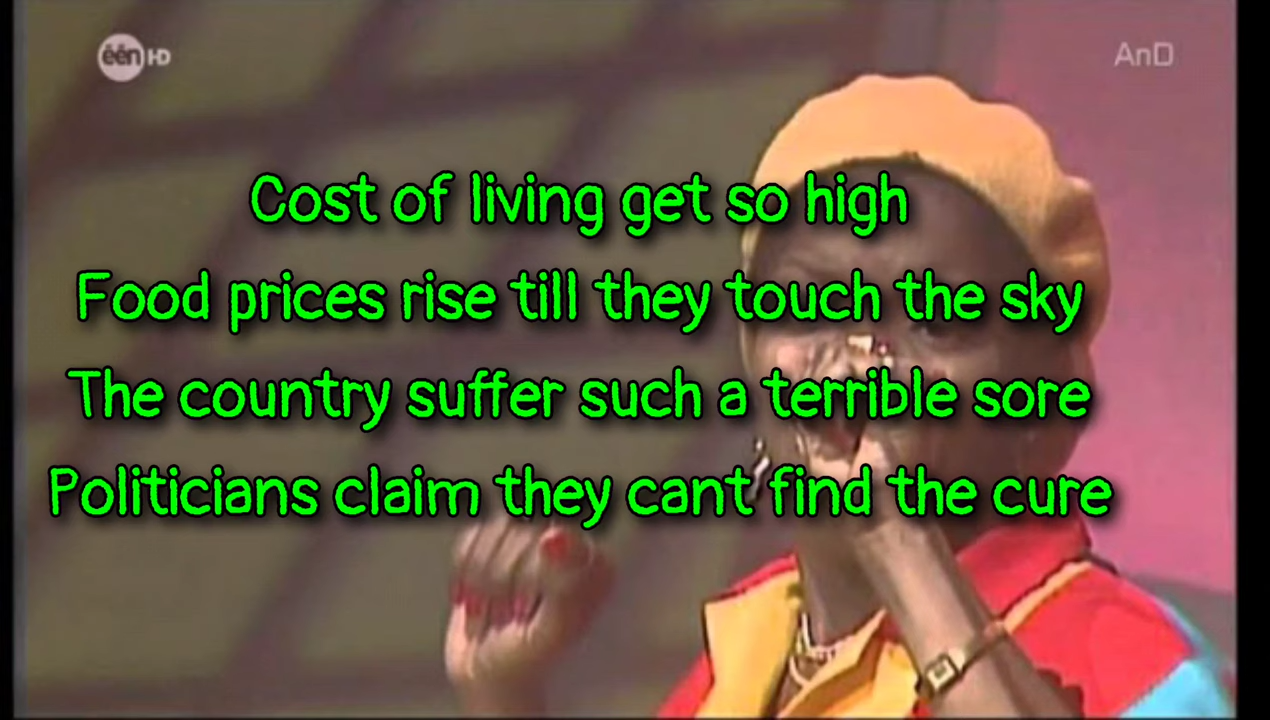 één HD
AnD
Cost of living get so high
Food prices rise till they touch the sky
The country suffer such a terrible sore
Politicians claim they cant find the cure